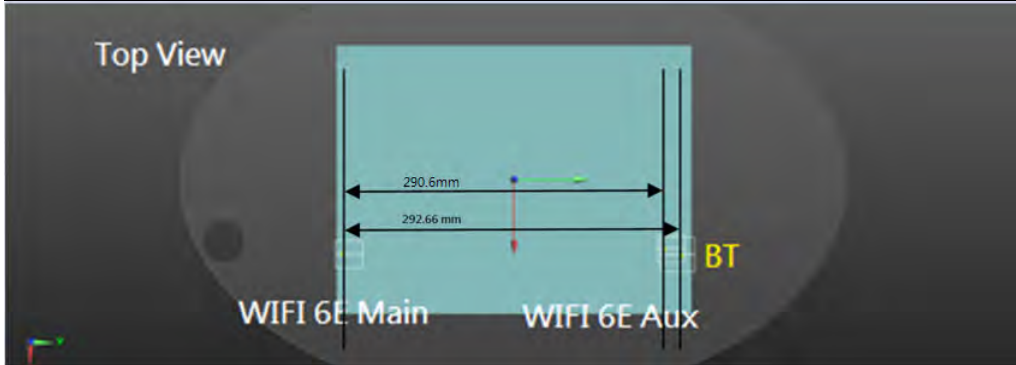 Top View
290.6mm
292.66 mm
BT
WIFI 6E Main
WIFI 6E Aux
Y